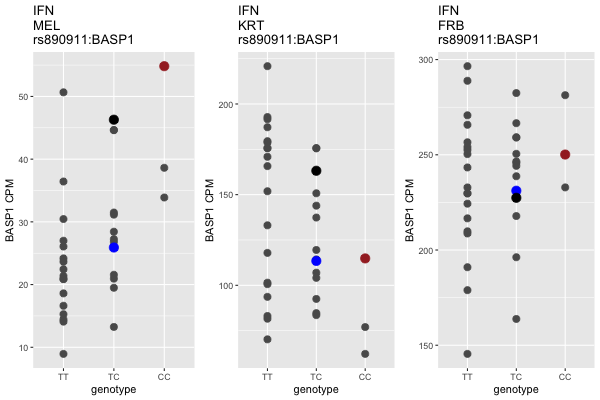 IFN
MEL
rs890911:BASP1
BASP1 CPM
50
40
30
20
10
TT
TC
CC
genotype
IFN
KRT
rs890911:BASP1
BASP1 CPM
200
150
100
TT
TC
CC
genotype
IFN
FRB
rs890911:BASP1
BASP1 CPM
300
250
200
150
TT
TC
CC
genotype